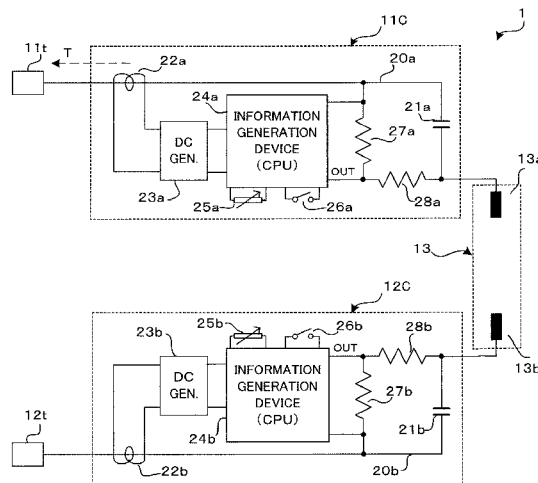 11C
1
11t
T
22a
20a
24a
21a
INFORMATION
GENERATION
DEVICE
(CPU)
DC
GEN.
27a
13a
OUT
23a
25a
26a
28a
13
12C
25b
26b
23b
28b
OUT
DC
GEN.
INFORMATION
GENERATION
DEVICE
(CPU)
27b
13b
12t
24b
21b
22b
20b